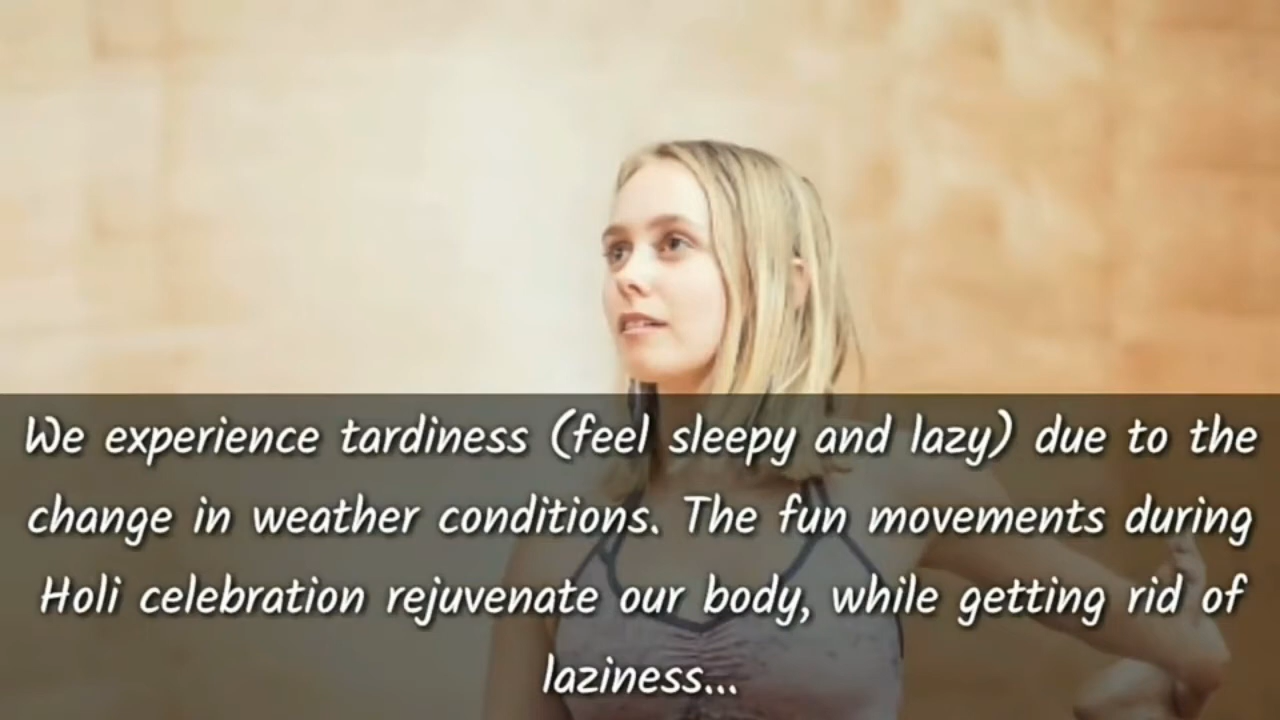 We experience tardiness (feel sleepy and lazy) due to the
change in weather conditions. The fun movements during
Holi celebration rejuvenate our body, while getting rid of
laziness...